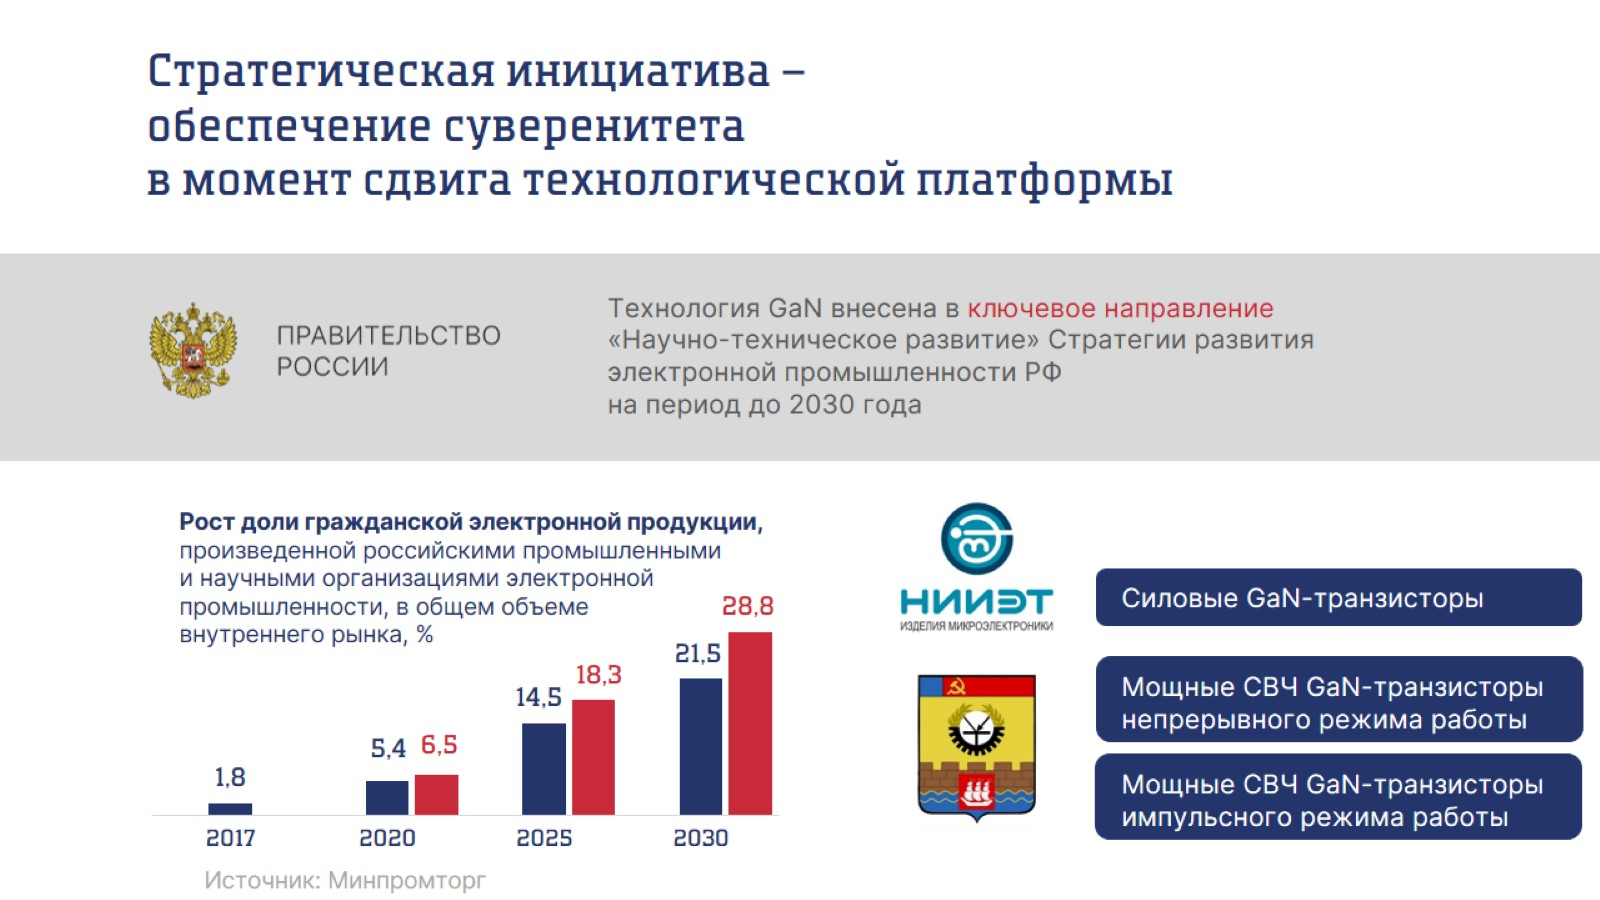 Стратегическая инициатива –
обеспечение суверенитета
в момент сдвига технологической платформы
ПРАВИТЕЛЬСТВО
РОССИИ
Технология GaN внесена в ключевое направление
«Научно-техническое развитие» Стратегии развития
электронной промышленности РФ
на период до 2030 года
Рост доли гражданской электронной продукции,
произведенной российскими промышленными
и научными организациями электронной
промышленности, в общем объеме
внутреннего рынка, %
1,8
5,4
6,5
14,5
18,3
21,5
28,8
2017
2020
2025
2030
Источник: Минпромторг
НИИЭТ
ИЗДЕЛИЯ МИКРОЭЛЕКТРОНИКИ
Силовые GaN-транзисторы
Мощные СВЧ GaN-транзисторы
непрерывного режима работы
Мощные СВЧ GaN-транзисторы
импульсного режима работы